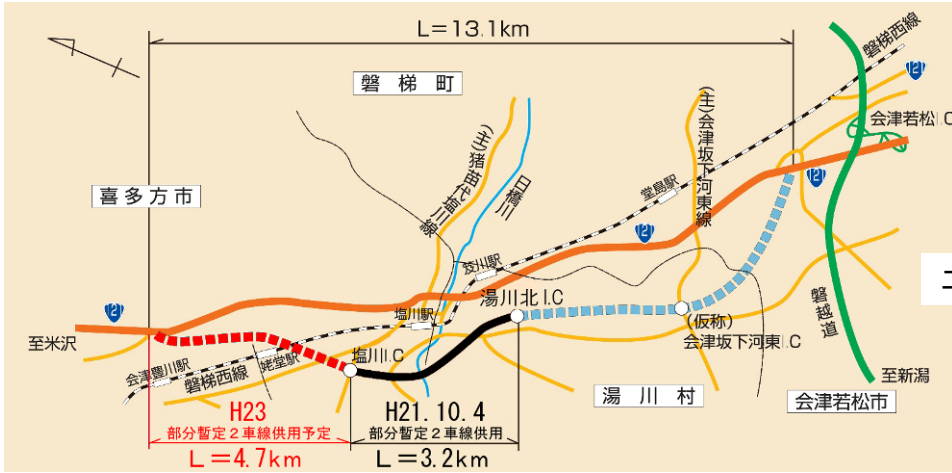 L=13.1km
磐梯町
磐梯西線
121
会津若松I.C
(主)猪苗代塩川線
日橋川
(主)会津坂下河東線
堂島駅
121
喜多方市
笈川駅
121
湯川北I.C
121
塩川駅
(仮称)
会津坂下河東I.C
磐越道
至米沢
会津豊川駅
姥堂駅
塩川I.C
磐梯西線
至新潟
湯川村
会津若松市
H23
部分暫定2車線供用予定
L=4.7km
H21.10.4
部分暫定2車線供用
L=3.2km